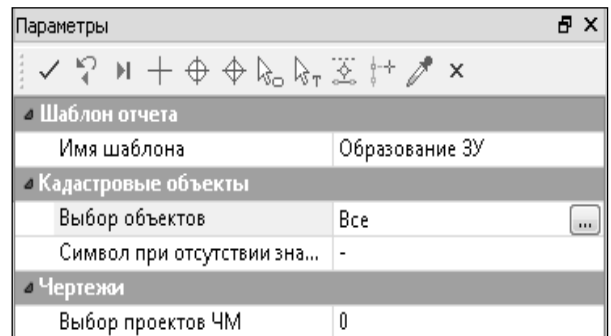 Параметры
Шаблон отчета
Имя шаблона Образование ЗУ
Кадастровые объекты
Выбор объектов Все ...
Символ при отсутствии зна... -
Чертежи
Выбор проектов ЧМ 0